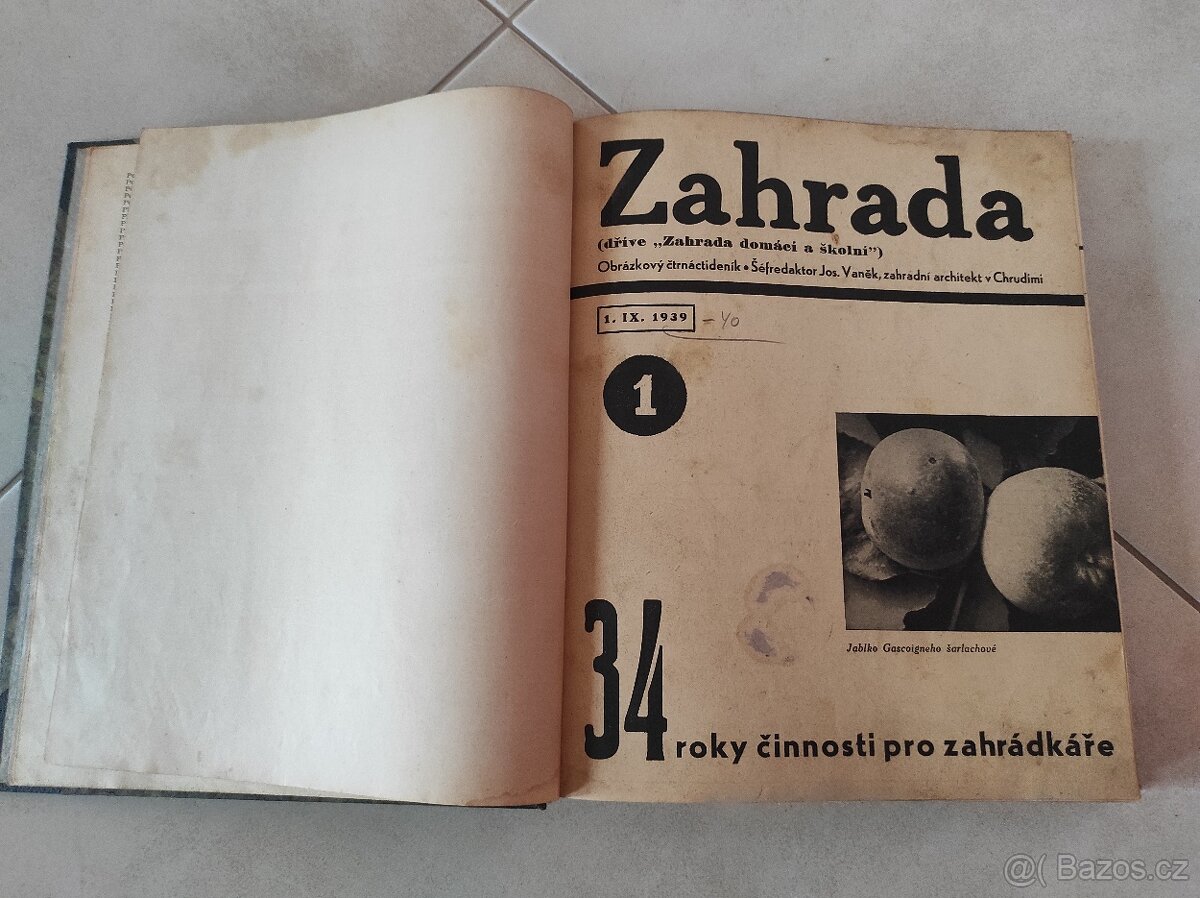 Zahrada
(dříve „Zahrada domácí a školní")
Obrázkový čtrnáctideník • Šéfredaktor Jos. Vaněk, zahradní architekt v Chrudimi
1. IX. 1939 - 40
1
Jablko Gascoigneho šarlachové
34 roky činnosti pro zahrádkáře
@( Bazos.cz